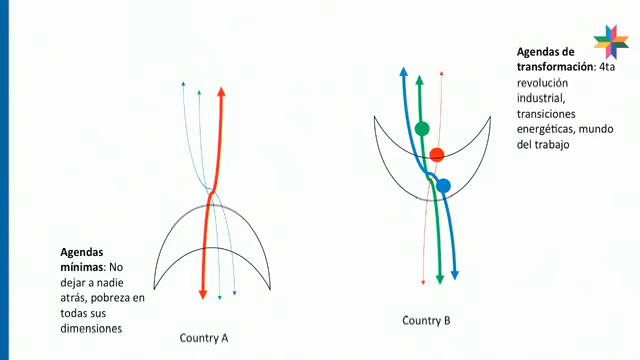 Agendas de
transformación: 4ta
revolución
industrial,
transiciones
energéticas, mundo
del trabajo
Agendas
mínimas: No
dejar a nadie
atrás, pobreza en
todas sus
dimensiones
Country A
Country B